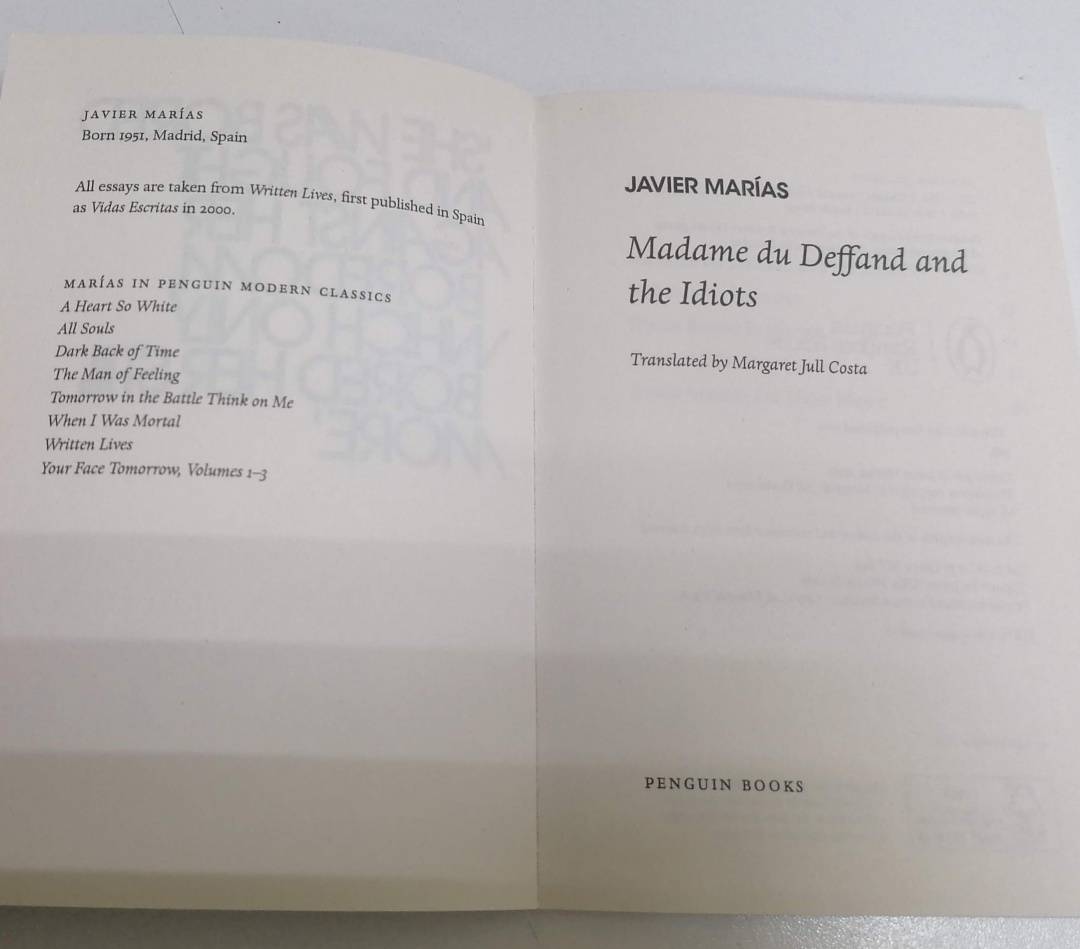 JAVIER MARÍAS
Born 1951, Madrid, Spain
All essays are taken from Written Lives, first published in Spain
as Vidas Escritas in 2000.
MARÍAS IN PENGUIN MODERN CLASSICS
A Heart So White
All Souls
Dark Back of Time
The Man of Feeling
Tomorrow in the Battle Think on Me
When I Was Mortal
Written Lives
Your Face Tomorrow, Volumes 1–3
JAVIER MARÍAS
Madame du Deffand and
the Idiots
Translated by Margaret Jull Costa
PENGUIN BOOKS